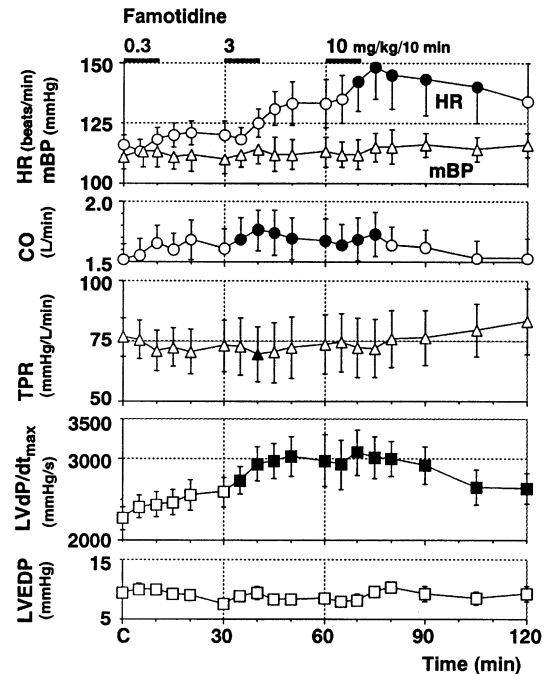 Famotidine
0.3 3 10 mg/kg/10 min
HR (beats/min)
mBP (mmHg)
150
125
100
HR
mBP
CO
(L/min)
2.0
1.5
TPR
(mmHg/L/min)
100
75
50
LVdP/dtmax
(mmHg/s)
3500
3000
2000
LVEDP
(mmHg)
15
5
C 30 60 90 120
Time (min)